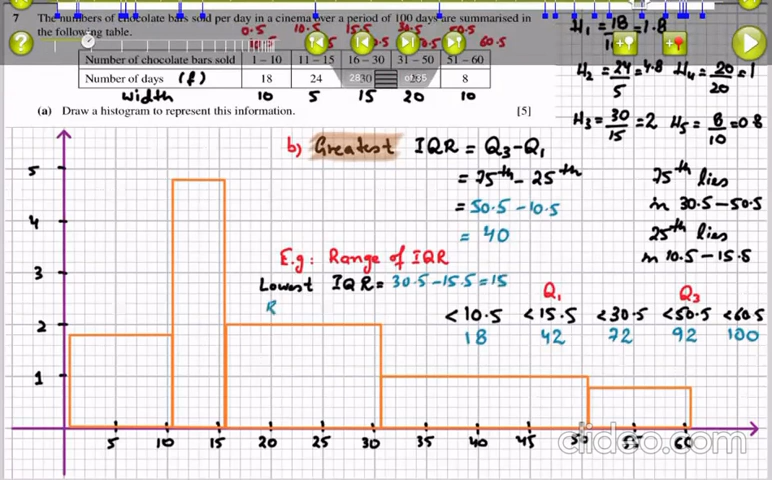 7 The numbers of chocolate bars sold per day in a cinema over a period of 100 days are summarised in
the following table.
0.5 10.5 15.5 30.5 50.5
60.5
Number of chocolate bars sold 1 – 10 11 – 15 16 – 30 31 – 50 51 – 60
Number of days (f) 18 24 30 8
width 10 5 15 20 10
(a) Draw a histogram to represent this information. [5]
H₁ = 18/10 = 1.8
H₂ = 24/5 = 4.8 H₄ = 20/20 = 1
H₃ = 30/15 = 2 H₅ = 8/10 = 0.8
b) Greatest IQR = Q₃ - Q₁
= 75th - 25th
= 50.5 - 10.5
= 40
75th lies
in 30.5 - 50.5
25th lies
in 10.5 - 15.5
E.g: Range of IQR
Lowest IQR = 30.5 - 15.5 = 15
R
Q₁ Q₃
<10.5 <15.5 <30.5 <50.5 <60.5
18 42 72 92 100
5
4
3
2
1
5 10 15 20 25 30 35 40 45 50 55 60
clideo.com